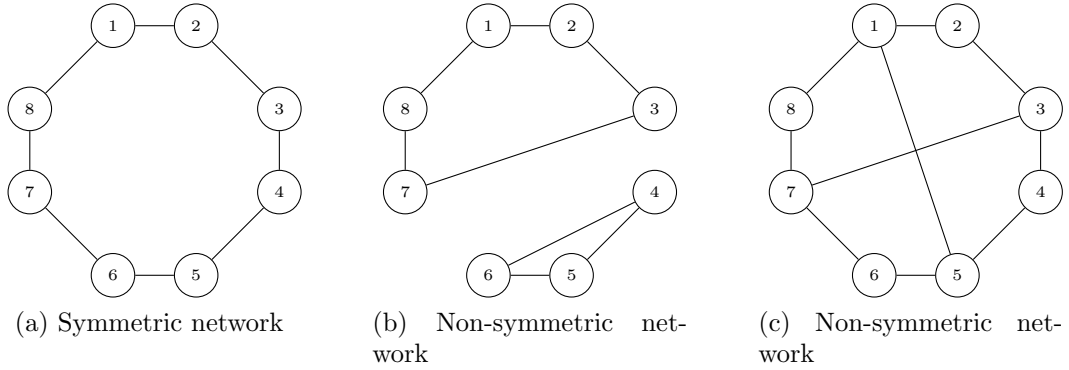 1 2 1 2 1 2
8 3 8 3 8 3
7 4 7 4 7 4
6 5 6 5 6 5
(a) Symmetric network
(b) Non-symmetric net-
work
(c) Non-symmetric net-
work